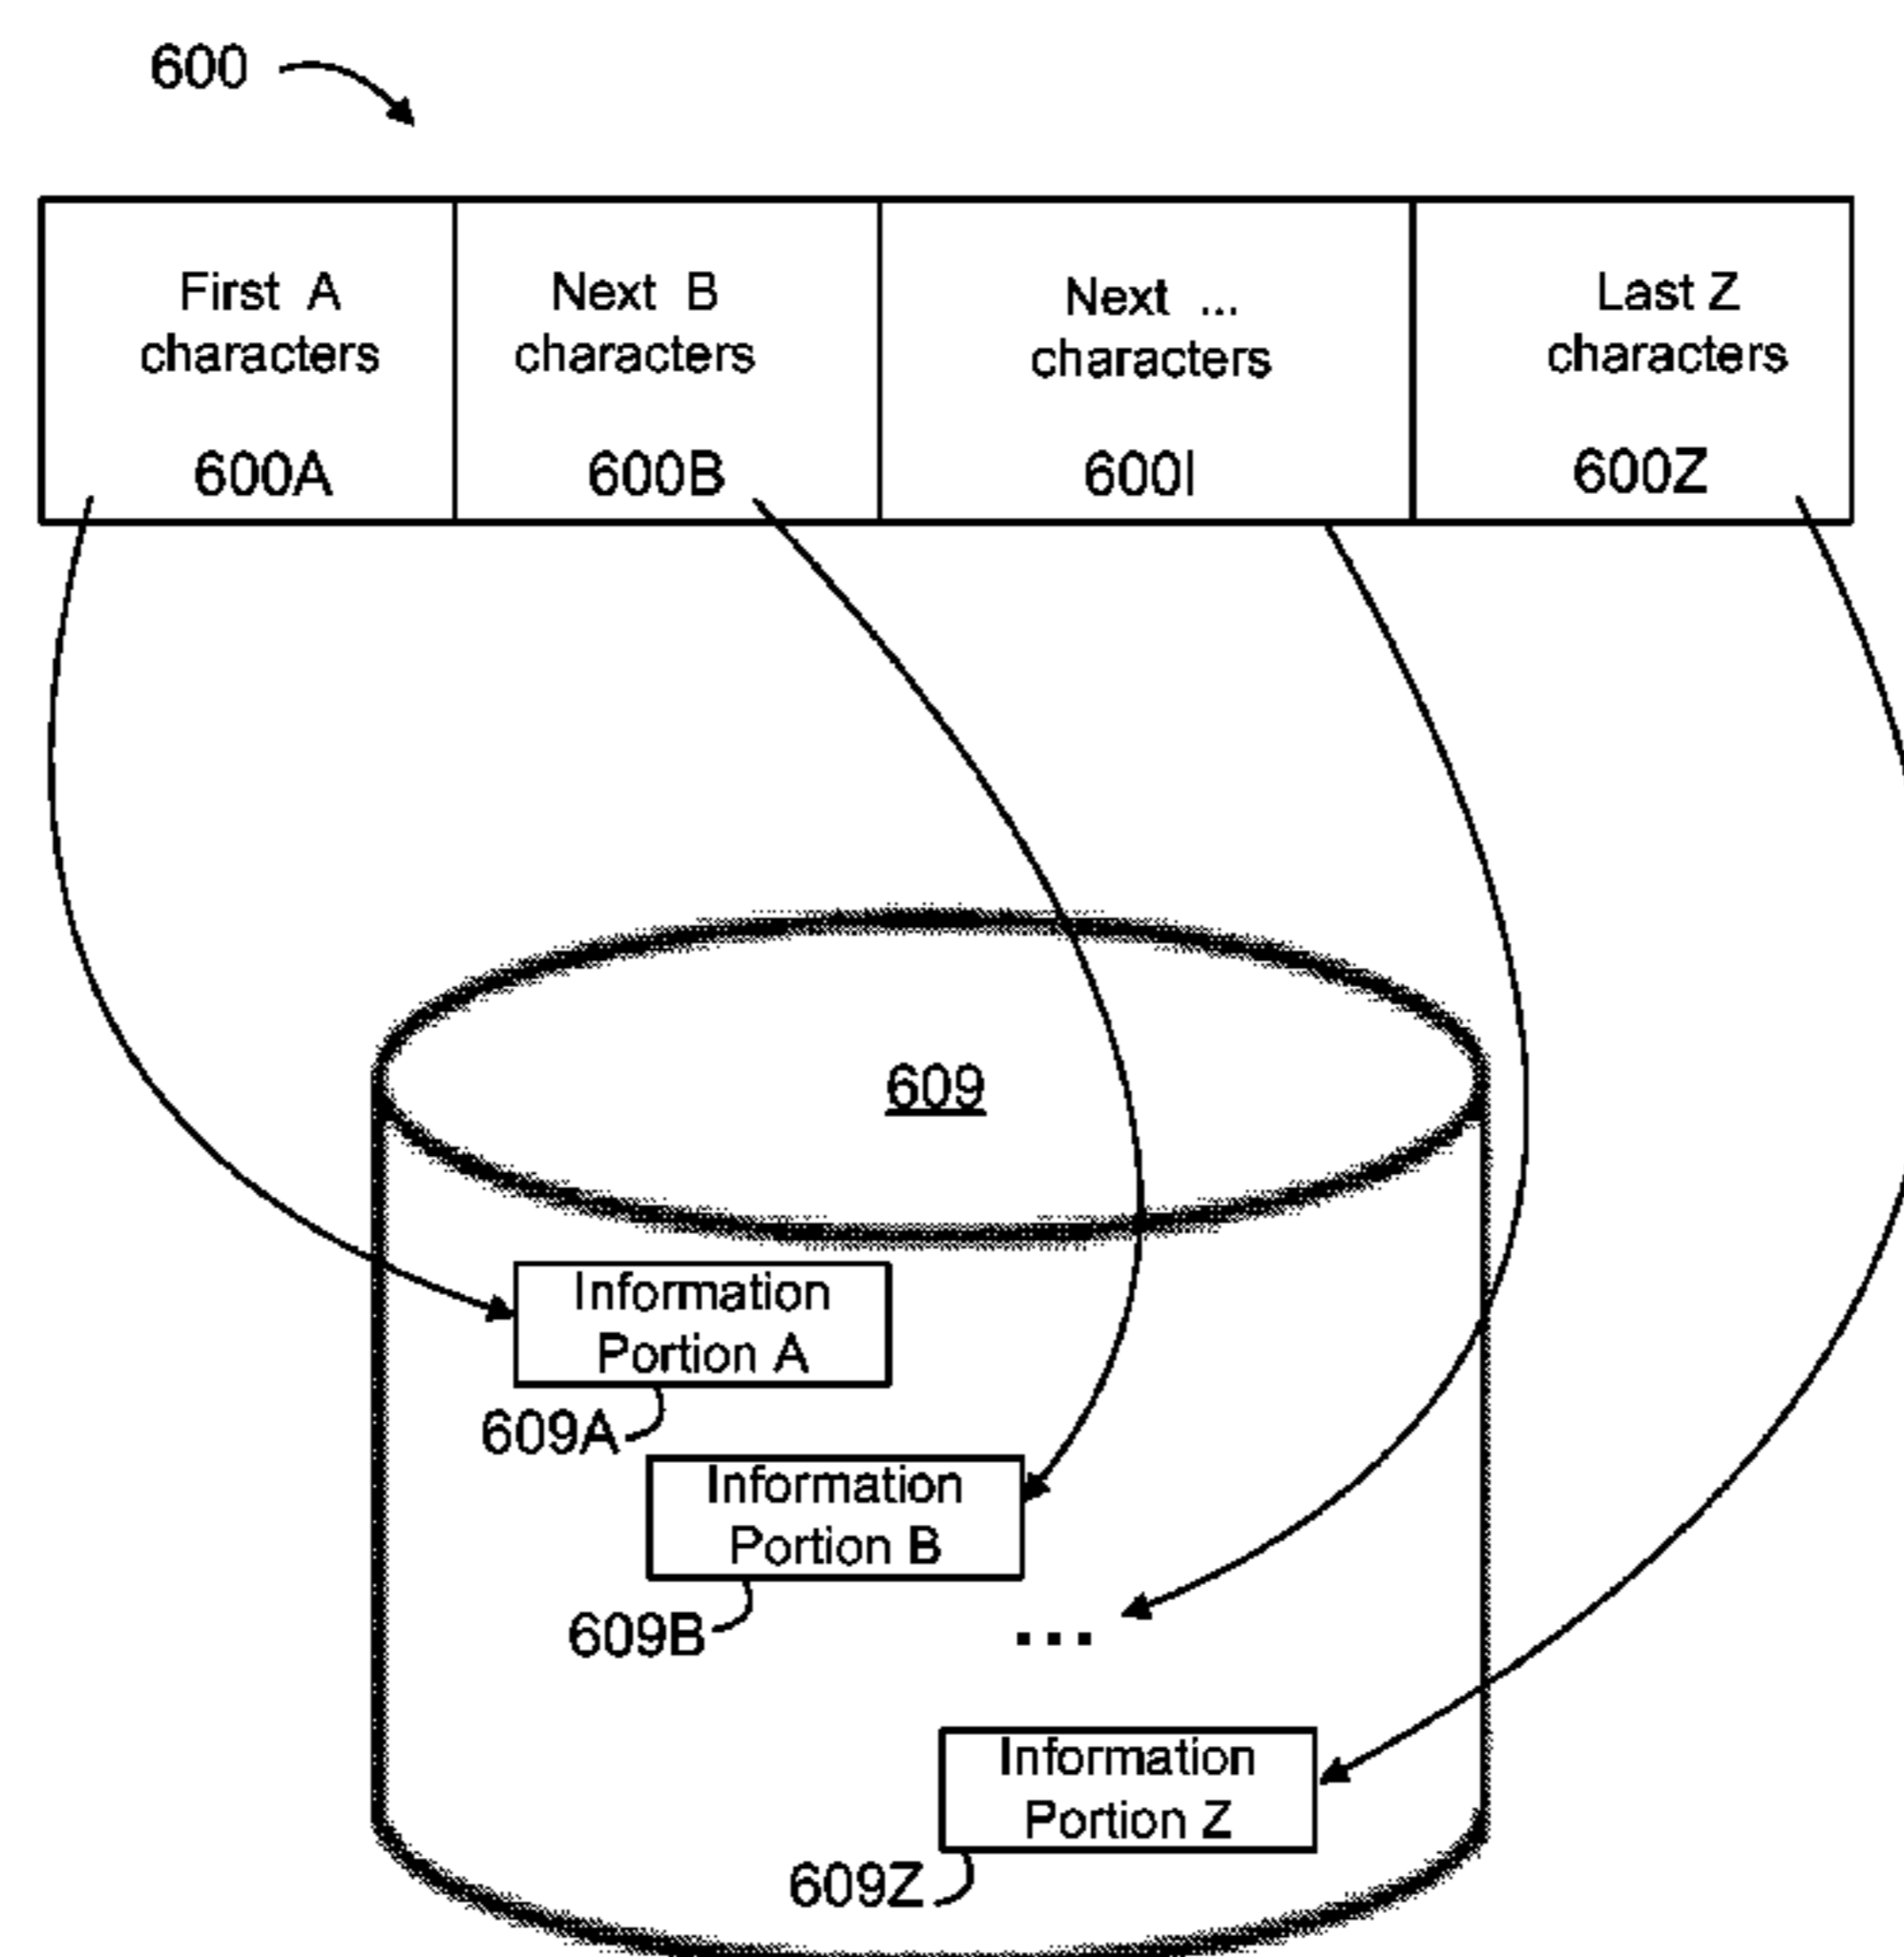 600
First A
characters
600A
Next B
characters
600B
Next ...
characters
600I
Last Z
characters
600Z
609
Information
Portion A
609A
Information
Portion B
609B
...
Information
Portion Z
609Z